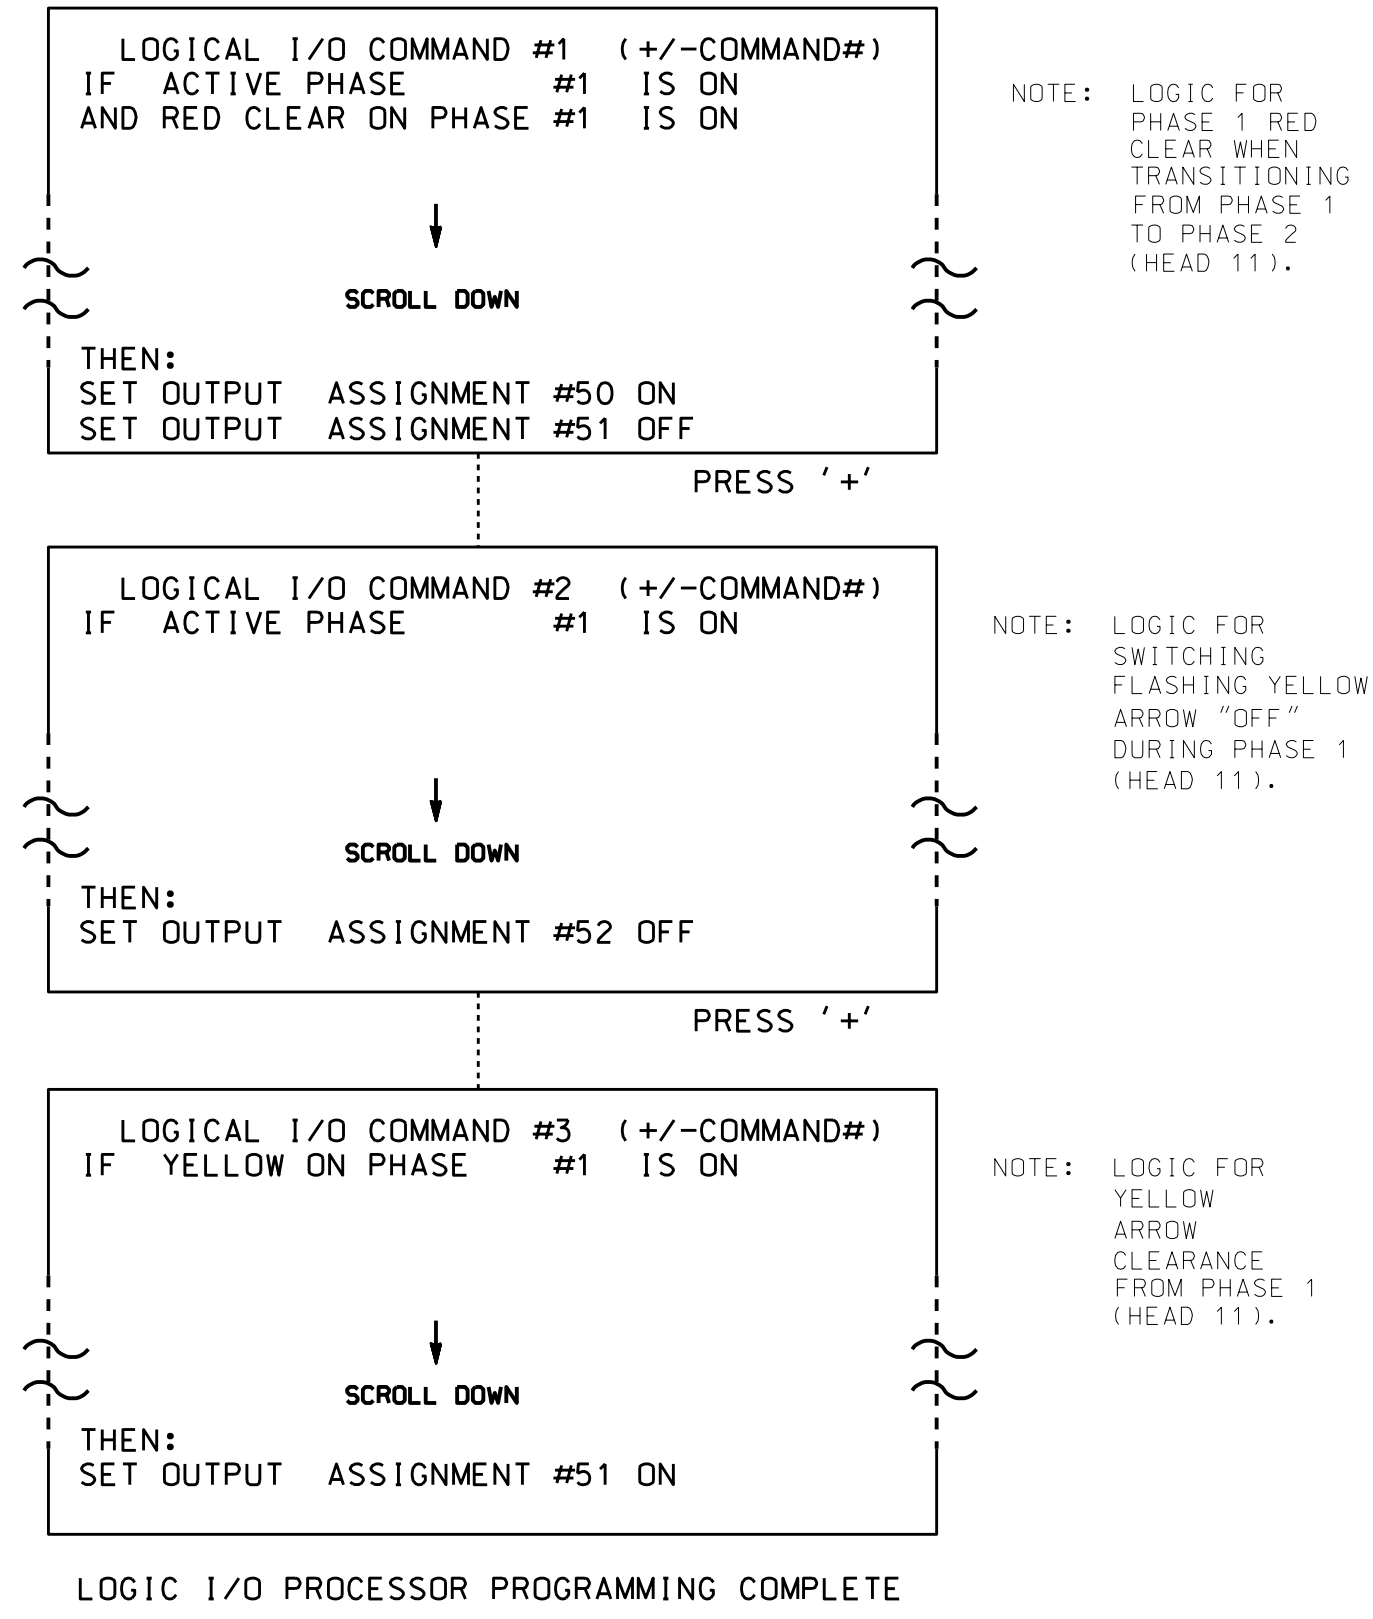 LOGICAL I/O COMMAND #1 (+/-COMMAND#)
IF ACTIVE PHASE #1 IS ON
AND RED CLEAR ON PHASE #1 IS ON
SCROLL DOWN
THEN:
SET OUTPUT ASSIGNMENT #50 ON
SET OUTPUT ASSIGNMENT #51 OFF
NOTE: LOGIC FOR
PHASE 1 RED
CLEAR WHEN
TRANSITIONING
FROM PHASE 1
TO PHASE 2
(HEAD 11).
PRESS '+'
LOGICAL I/O COMMAND #2 (+/-COMMAND#)
IF ACTIVE PHASE #1 IS ON
SCROLL DOWN
THEN:
SET OUTPUT ASSIGNMENT #52 OFF
NOTE: LOGIC FOR
SWITCHING
FLASHING YELLOW
ARROW "OFF"
DURING PHASE 1
(HEAD 11).
PRESS '+'
LOGICAL I/O COMMAND #3 (+/-COMMAND#)
IF YELLOW ON PHASE #1 IS ON
SCROLL DOWN
THEN:
SET OUTPUT ASSIGNMENT #51 ON
NOTE: LOGIC FOR
YELLOW
ARROW
CLEARANCE
FROM PHASE 1
(HEAD 11).
LOGIC I/O PROCESSOR PROGRAMMING COMPLETE